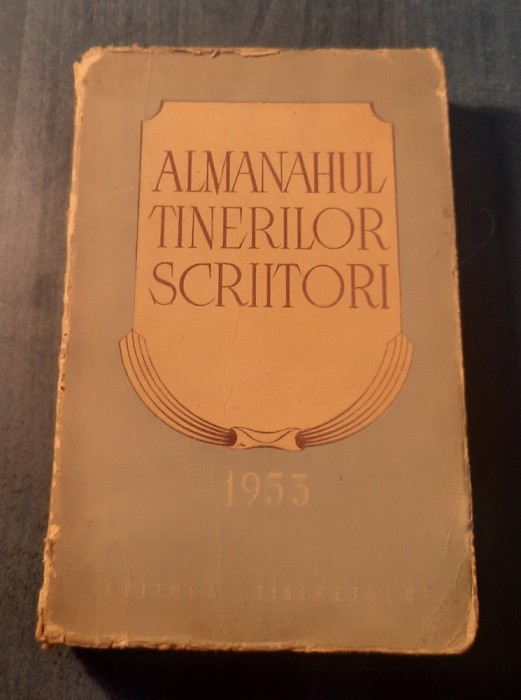 ALMANAHUL
TINERILOR
SCRIITORI
1953
EDITURA TINERETULUI